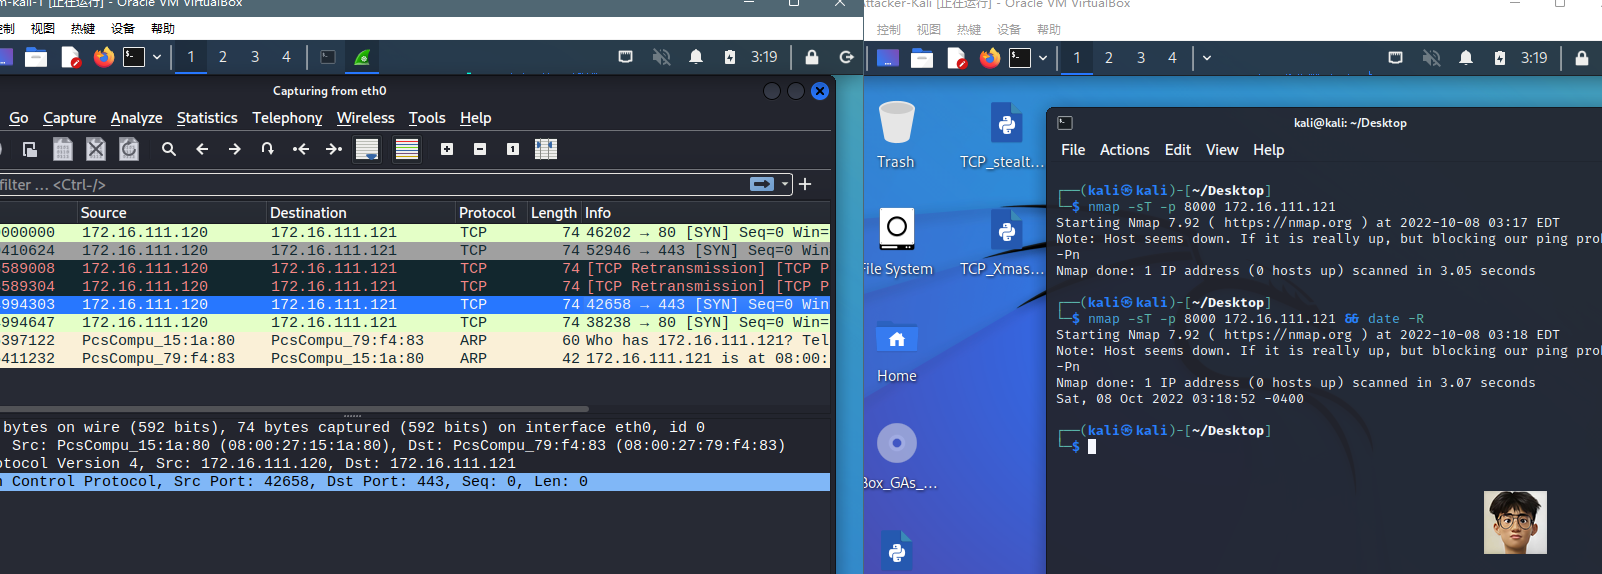 m-kali-1 [正在运行] - Oracle VM VirtualBox
控制 视图 热键 设备 帮助
1 2 3 4 3:19
Capturing from eth0
Go Capture Analyze Statistics Telephony Wireless Tools Help
filter … <Ctrl-/>
Source Destination Protocol Length Info
0000000 172.16.111.120 172.16.111.121 TCP 74 46202 → 80 [SYN] Seq=0 Win=
9410624 172.16.111.120 172.16.111.121 TCP 74 52946 → 443 [SYN] Seq=0 Win
589008 172.16.111.120 172.16.111.121 TCP 74 [TCP Retransmission] [TCP P
589304 172.16.111.120 172.16.111.121 TCP 74 [TCP Retransmission] [TCP P
994303 172.16.111.120 172.16.111.121 TCP 74 42658 → 443 [SYN] Seq=0 Win
994647 172.16.111.120 172.16.111.121 TCP 74 38238 → 80 [SYN] Seq=0 Win=
397122 PcsCompu_15:1a:80 PcsCompu_79:f4:83 ARP 60 Who has 172.16.111.121? Tel
411232 PcsCompu_79:f4:83 PcsCompu_15:1a:80 ARP 42 172.16.111.121 is at 08:00:
bytes on wire (592 bits), 74 bytes captured (592 bits) on interface eth0, id 0
Src: PcsCompu_15:1a:80 (08:00:27:15:1a:80), Dst: PcsCompu_79:f4:83 (08:00:27:79:f4:83)
otocol Version 4, Src: 172.16.111.120, Dst: 172.16.111.121
n Control Protocol, Src Port: 42658, Dst Port: 443, Seq: 0, Len: 0
Attacker-Kali [正在运行] - Oracle VM VirtualBox
控制 视图 热键 设备 帮助
1 2 3 4 3:19
Trash
TCP_stealt…
File System
TCP_Xmas…
Home
Box_GAs_…
kali@kali: ~/Desktop
File Actions Edit View Help
┌──(kali㉿kali)-[~/Desktop]
└─$ nmap -sT -p 8000 172.16.111.121
Starting Nmap 7.92 ( https://nmap.org ) at 2022-10-08 03:17 EDT
Note: Host seems down. If it is really up, but blocking our ping pro
-Pn
Nmap done: 1 IP address (0 hosts up) scanned in 3.05 seconds
┌──(kali㉿kali)-[~/Desktop]
└─$ nmap -sT -p 8000 172.16.111.121 && date -R
Starting Nmap 7.92 ( https://nmap.org ) at 2022-10-08 03:18 EDT
Note: Host seems down. If it is really up, but blocking our ping pro
-Pn
Nmap done: 1 IP address (0 hosts up) scanned in 3.07 seconds
Sat, 08 Oct 2022 03:18:52 -0400
┌──(kali㉿kali)-[~/Desktop]
└─$